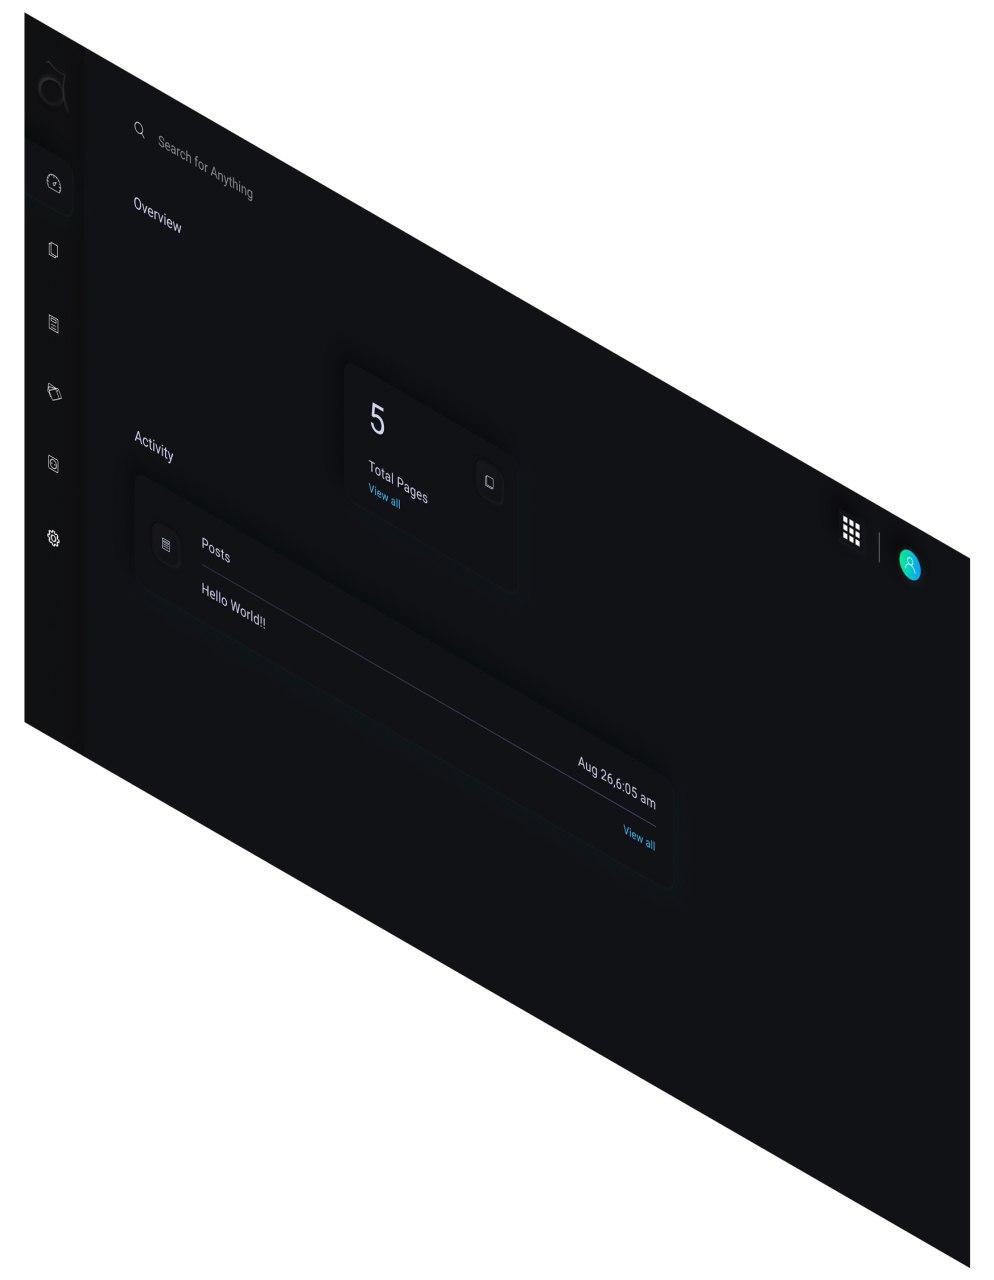 Search for Anything
Overview
5
Total Pages
View all
Activity
Posts
Hello World!!
Aug 26,6:05 am
View all